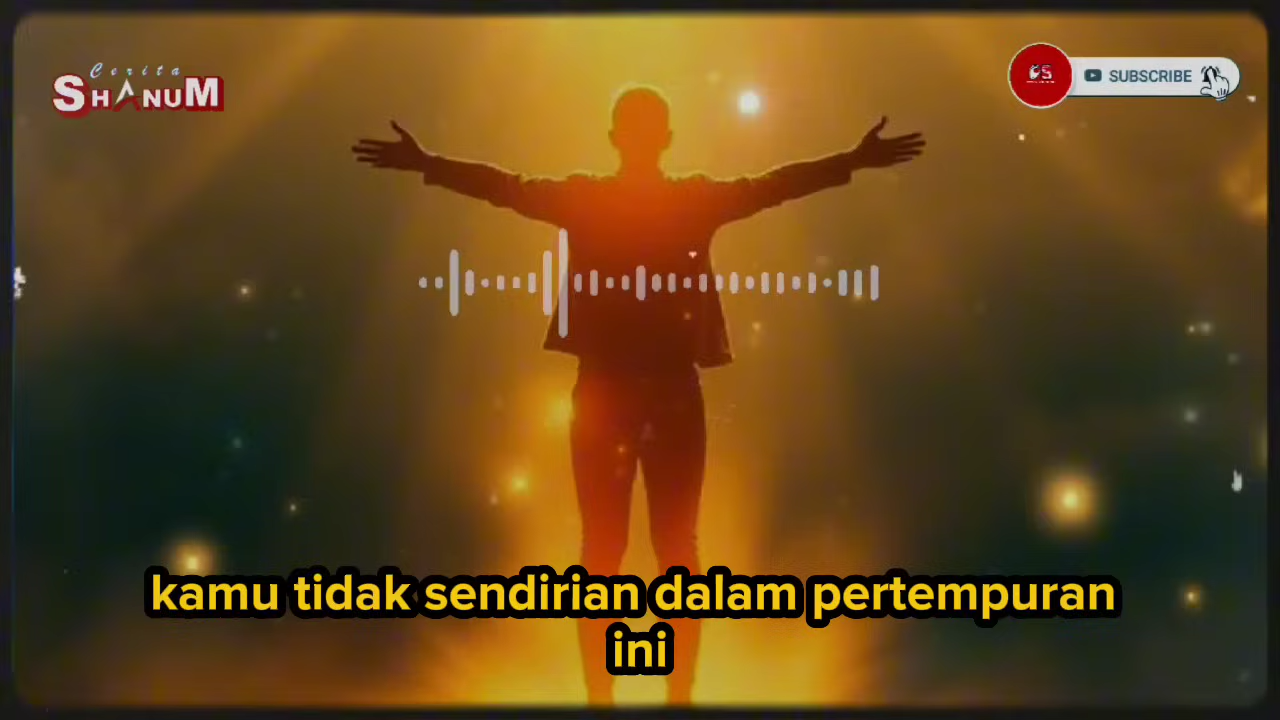 Cerita
SHANUM
CS
SUBSCRIBE
kamu tidak sendirian dalam pertempuran
ini